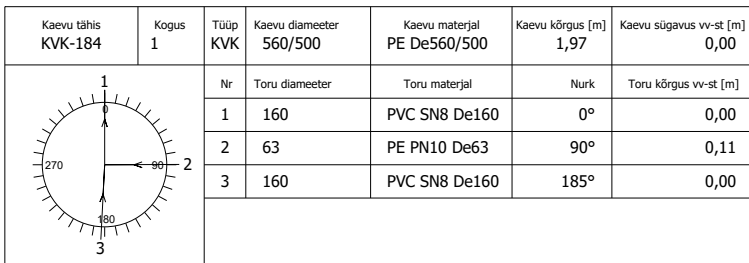 Kaevu tähis Kogus Tüüp Kaevu diameeter Kaevu materjal Kaevu kõrgus [m] Kaevu sügavus vv-st [m]
KVK-184 1 KVK 560/500 PE De560/500 1,97 0,00
Nr Toru diameeter Toru materjal Nurk Toru kõrgus vv-st [m]
1 160 PVC SN8 De160 0° 0,00
2 63 PE PN10 De63 90° 0,11
3 160 PVC SN8 De160 185° 0,00
1
0
270 90 2
180
3